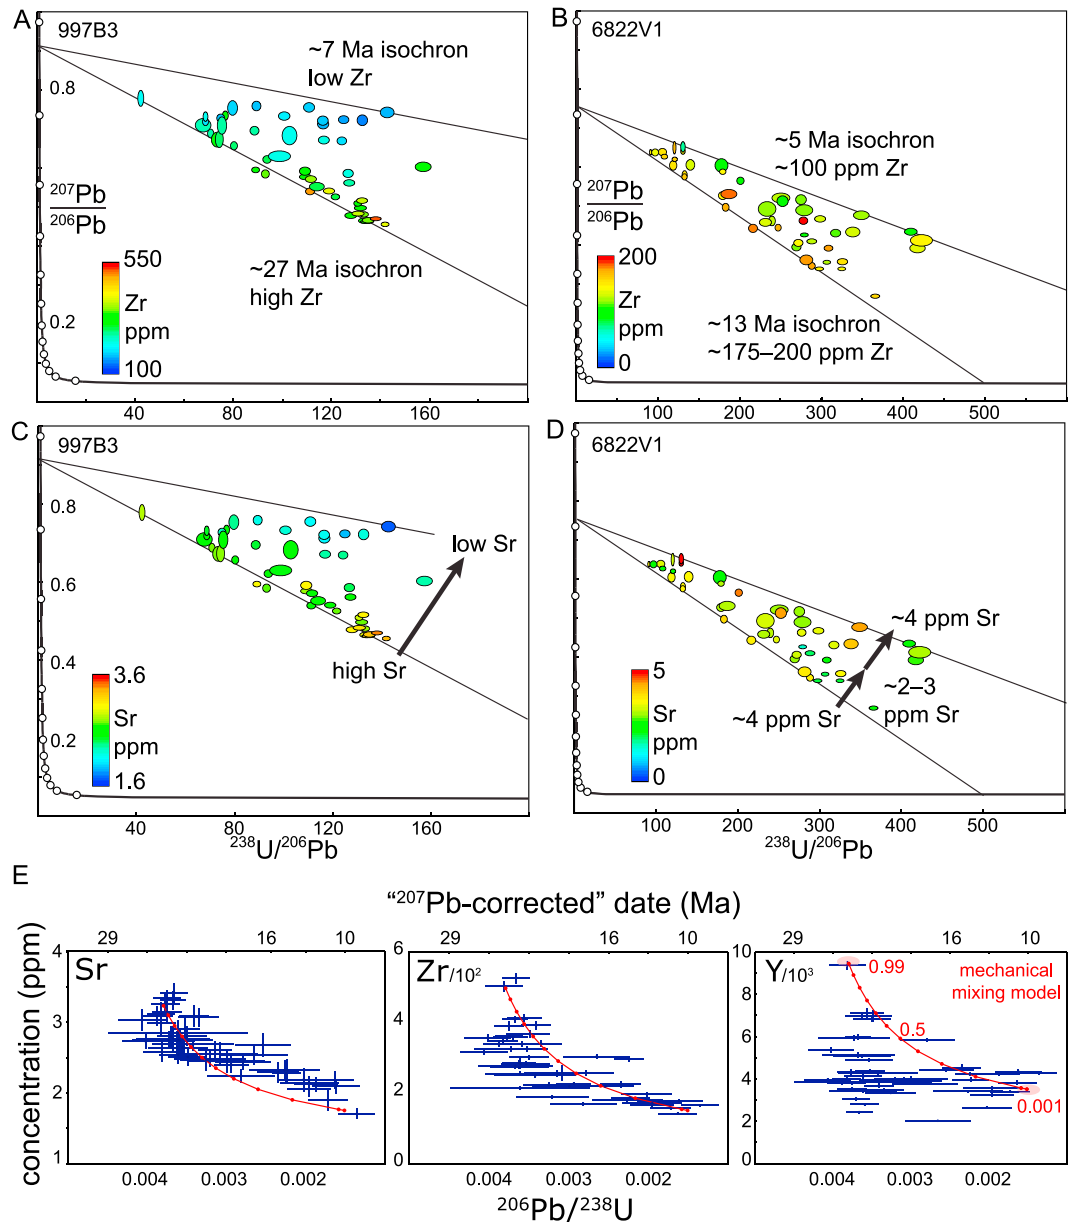 A
997B3
~7 Ma isochron
low Zr
0.8
207Pb
206Pb
550
Zr
ppm
100
~27 Ma isochron
high Zr
0.2
40
80
120
160
B
6822V1
~5 Ma isochron
~100 ppm Zr
207Pb
206Pb
200
Zr
ppm
0
~13 Ma isochron
~175–200 ppm Zr
100
200
300
400
500
C
997B3
0.8
0.6
0.4
0.2
low Sr
high Sr
3.6
Sr
ppm
1.6
40
80
120
160
238U/206Pb
D
6822V1
~4 ppm Sr
~2–3
ppm Sr
~4 ppm Sr
5
Sr
ppm
0
100
200
300
400
500
238U/206Pb
E
“207Pb-corrected” date (Ma)
concentration (ppm)
29
16
10
4
3
2
1
Sr
0.004
0.003
0.002
29
16
10
6
4
2
0
Zr/10²
0.004
0.003
0.002
29
16
10
10
8
6
4
2
0
Y/10³
0.99
mechanical
mixing model
0.5
0.001
0.004
0.003
0.002
206Pb/238U